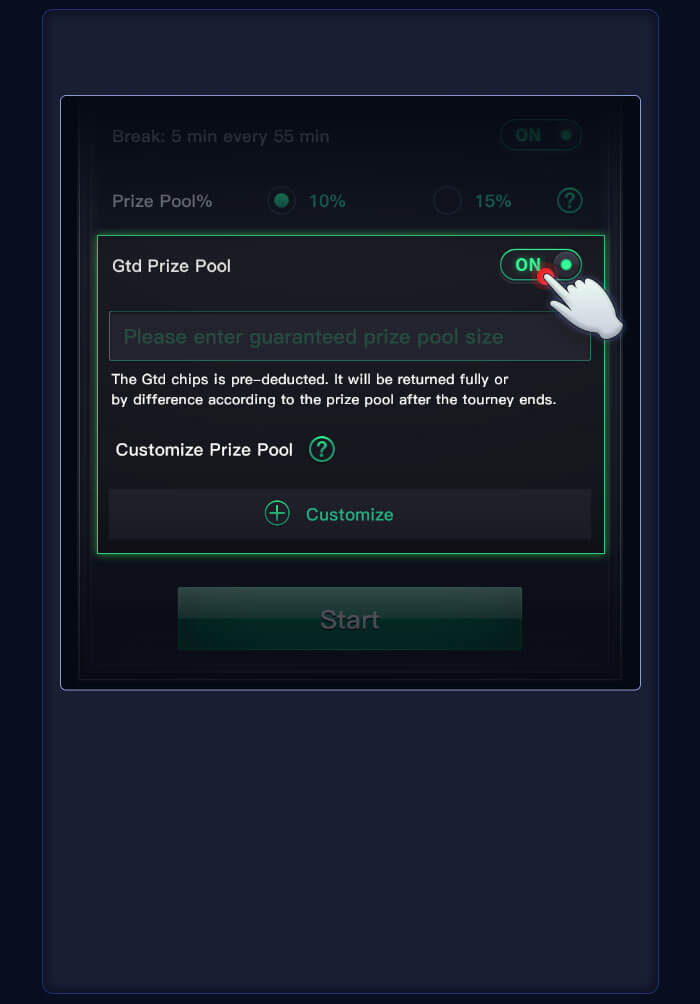 Break: 5 min every 55 min ON
Prize Pool% 10% 15% ?
Gtd Prize Pool ON
Please enter guaranteed prize pool size
The Gtd chips is pre-deducted. It will be returned fully or
by difference according to the prize pool after the tourney ends.
Customize Prize Pool ?
Customize
Start